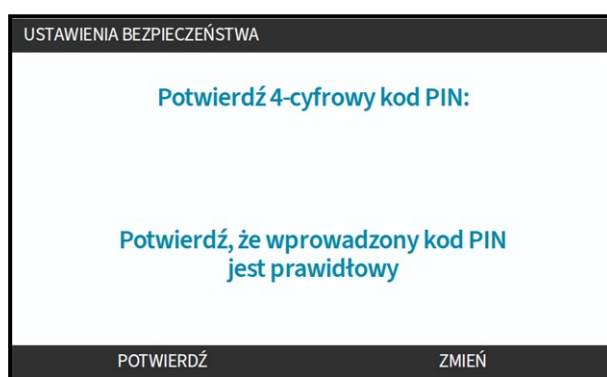 USTAWIENIA BEZPIECZEŃSTWA
Potwierdź 4-cyfrowy kod PIN:
Potwierdź, że wprowadzony kod PIN
jest prawidłowy
POTWIERDŹ ZMIEŃ